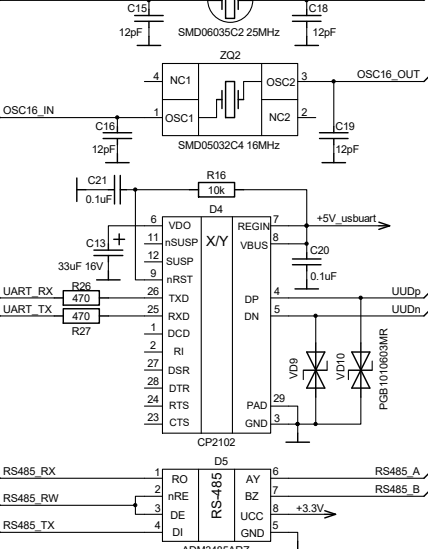 C15
C18
12pF
SMD06035C2 25MHz
12pF
ZQ2
4
NC1
OSC2
3
OSC16_OUT
OSC16_IN
1
OSC1
NC2
2
C16
C19
12pF
SMD05032C4 16MHz
12pF
C21
0.1uF
R16
10k
D4
6
VDO
X/Y
REGIN
7
+5V_usbuart
11
nSUSP
VBUS
8
C13
+
12
SUSP
C20
33uF 16V
9
nRST
0.1uF
UART_RX
R26
470
26
TXD
DP
4
UUDp
UART_TX
470
25
RXD
DN
5
UUDn
R27
1
DCD
2
RI
27
DSR
VD9
VD10
PGB1010603MR
28
DTR
24
RTS
PAD
29
23
CTS
GND
3
CP2102
D5
RS485_RX
1
RO
RS-485
AY
6
RS485_A
2
nRE
BZ
7
RS485_B
RS485_RW
3
DE
UCC
8
+3.3V
RS485_TX
4
DI
GND
5